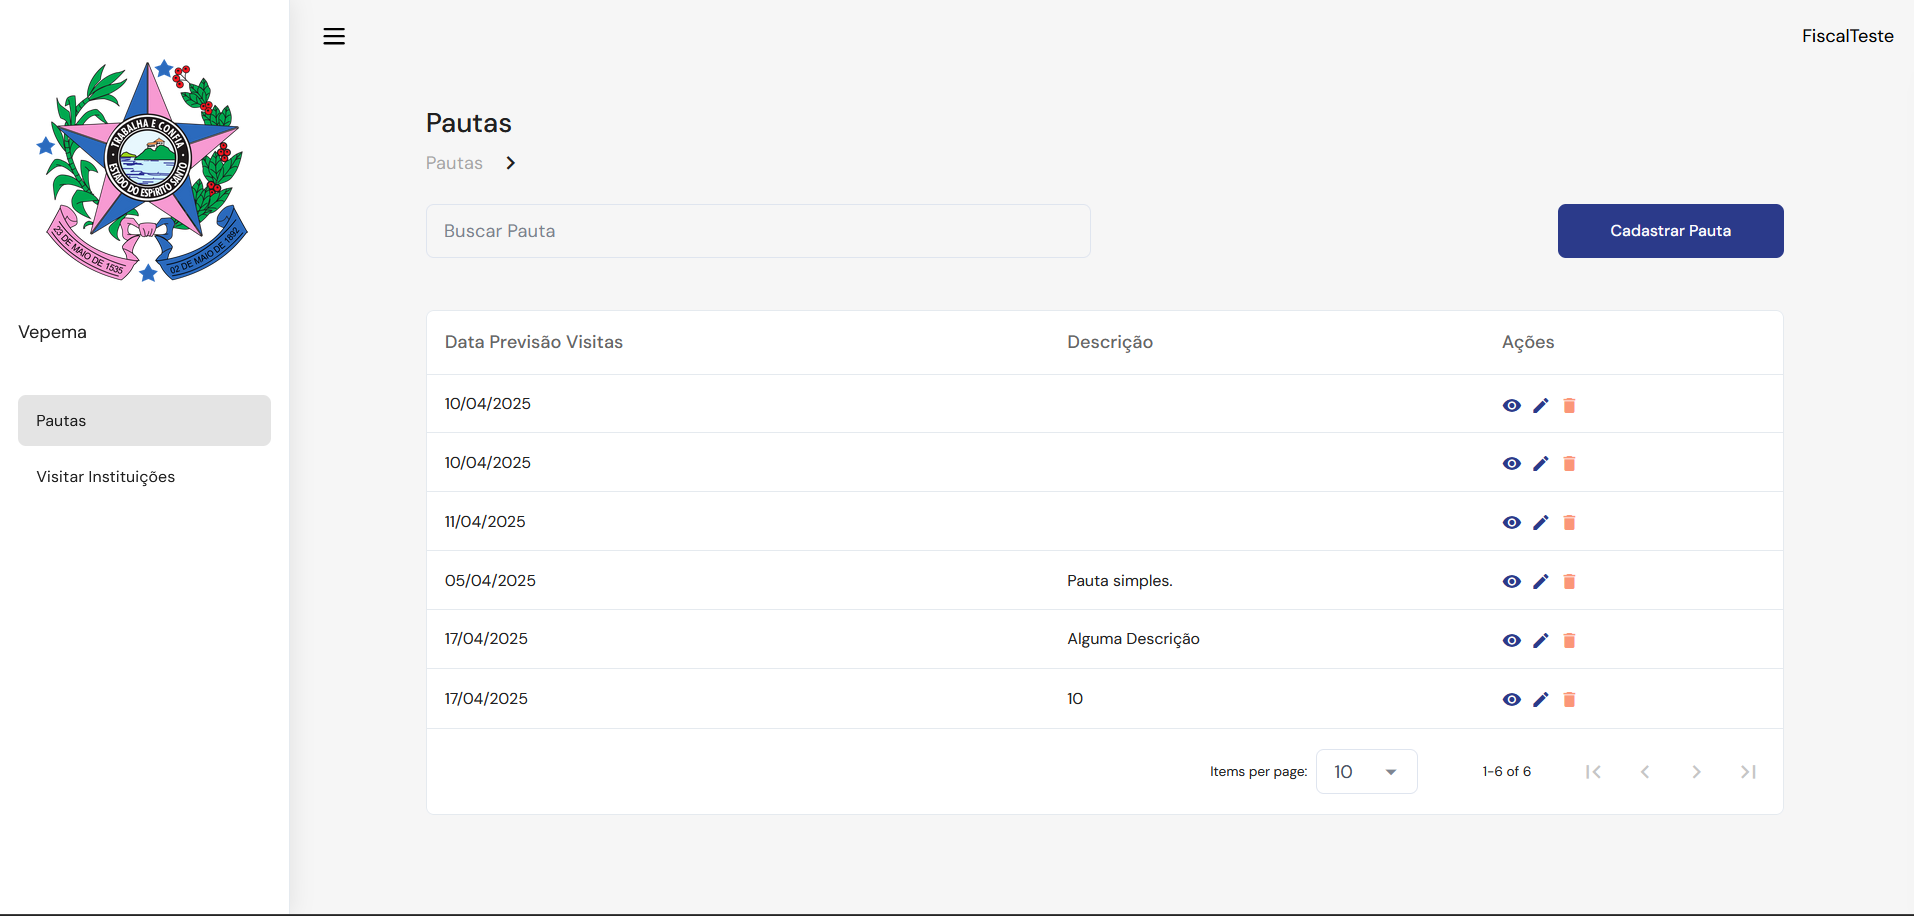 FiscalTeste
TRABALHA E CONFIA
ESTADO DO ESPÍRITO SANTO
23 DE MAIO DE 1535
02 DE MAIO DE 1892
Vepema
Pautas
Visitar Instituições
Pautas
Pautas
Buscar Pauta
Cadastrar Pauta
Data Previsão Visitas Descrição Ações
10/04/2025
10/04/2025
11/04/2025
05/04/2025 Pauta simples.
17/04/2025 Alguma Descrição
17/04/2025 10
Items per page: 10 1-6 of 6